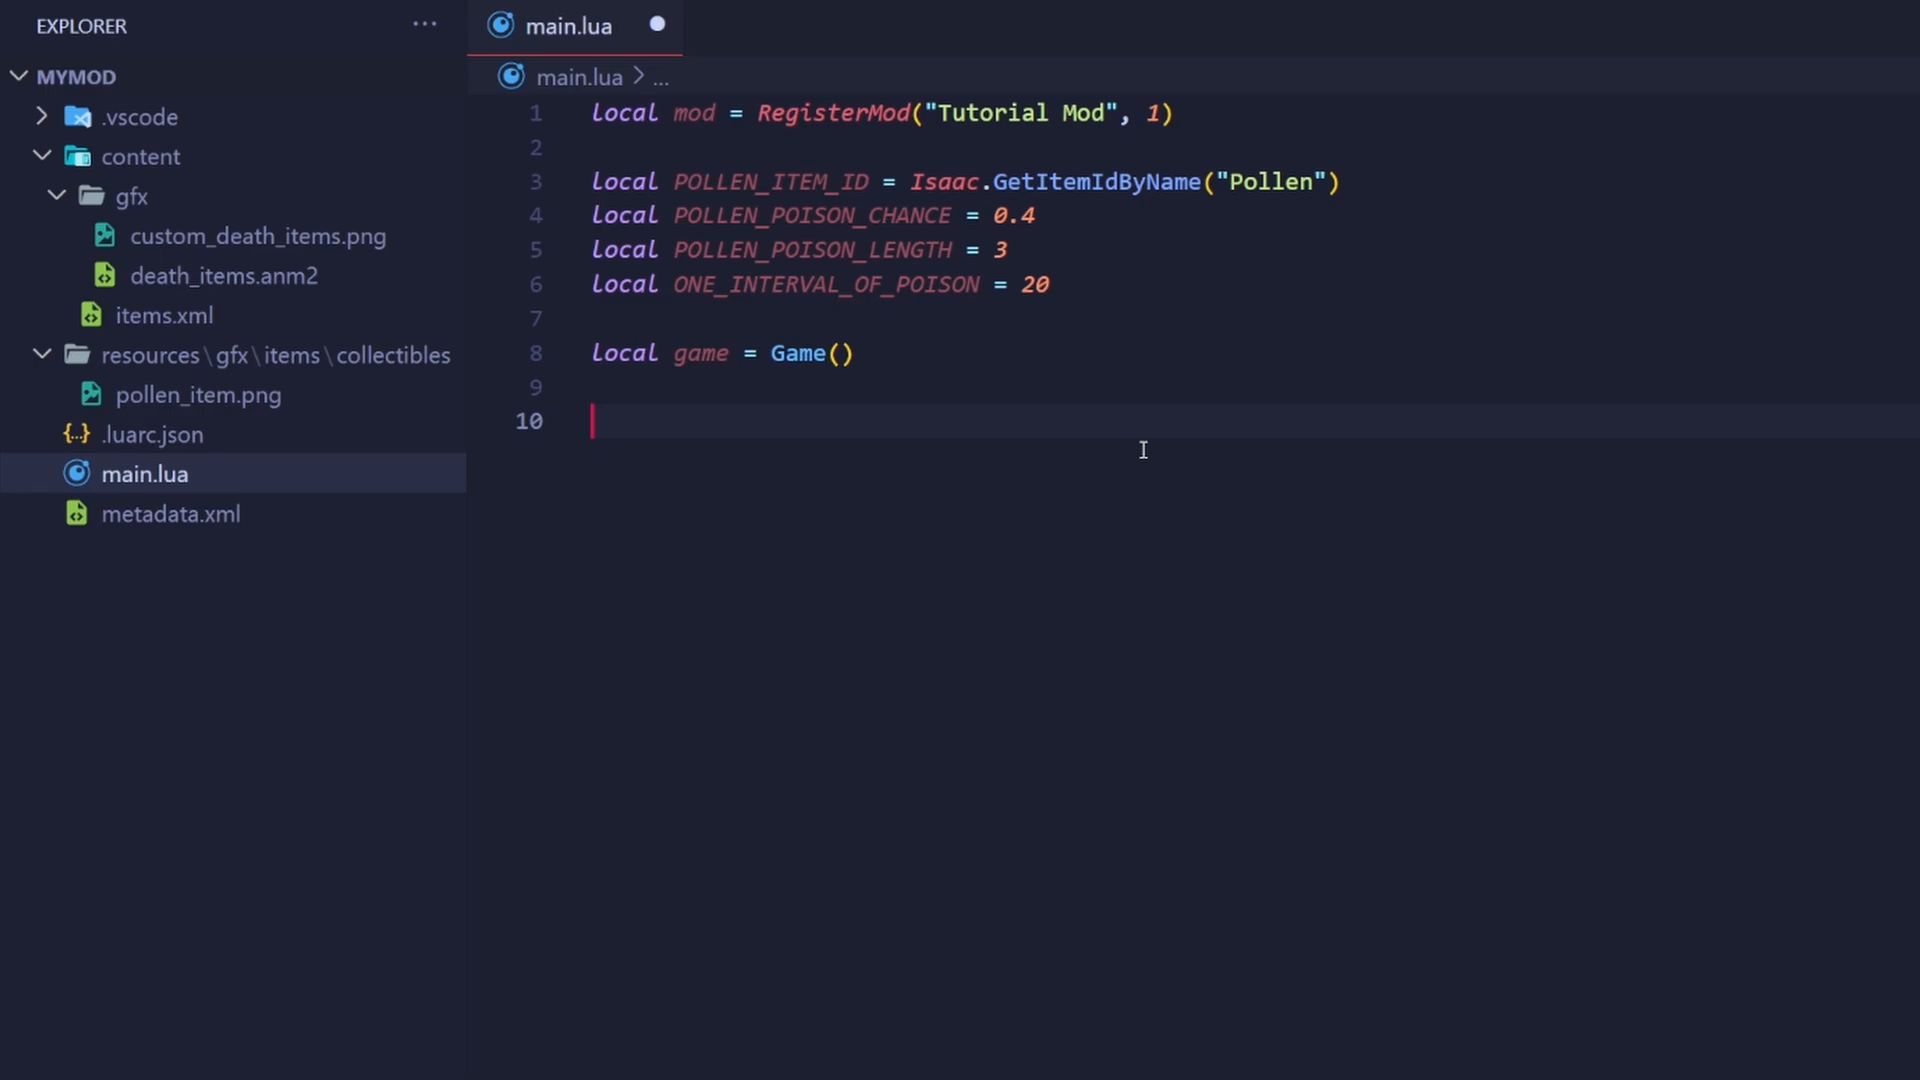 EXPLORER
MYMOD
.vscode
content
gfx
custom_death_items.png
death_items.anm2
items.xml
resources\gfx\items\collectibles
pollen_item.png
.luarc.json
main.lua
metadata.xml
main.lua
main.lua > ...
1 local mod = RegisterMod("Tutorial Mod", 1)
2
3 local POLLEN_ITEM_ID = Isaac.GetItemIdByName("Pollen")
4 local POLLEN_POISON_CHANCE = 0.4
5 local POLLEN_POISON_LENGTH = 3
6 local ONE_INTERVAL_OF_POISON = 20
7
8 local game = Game()
9
10